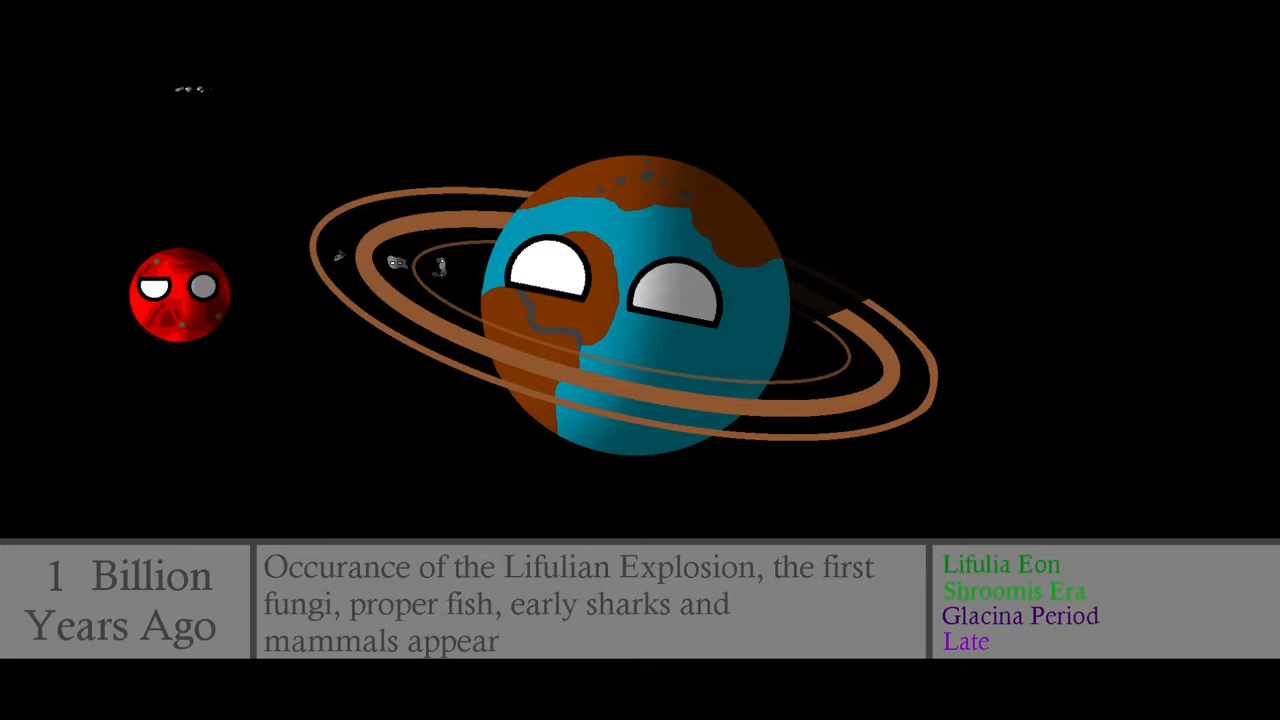 1 Billion
Years Ago
Occurance of the Lifulian Explosion, the first
fungi, proper fish, early sharks and
mammals appear
Lifulia Eon
Shroomis Era
Glacina Period
Late